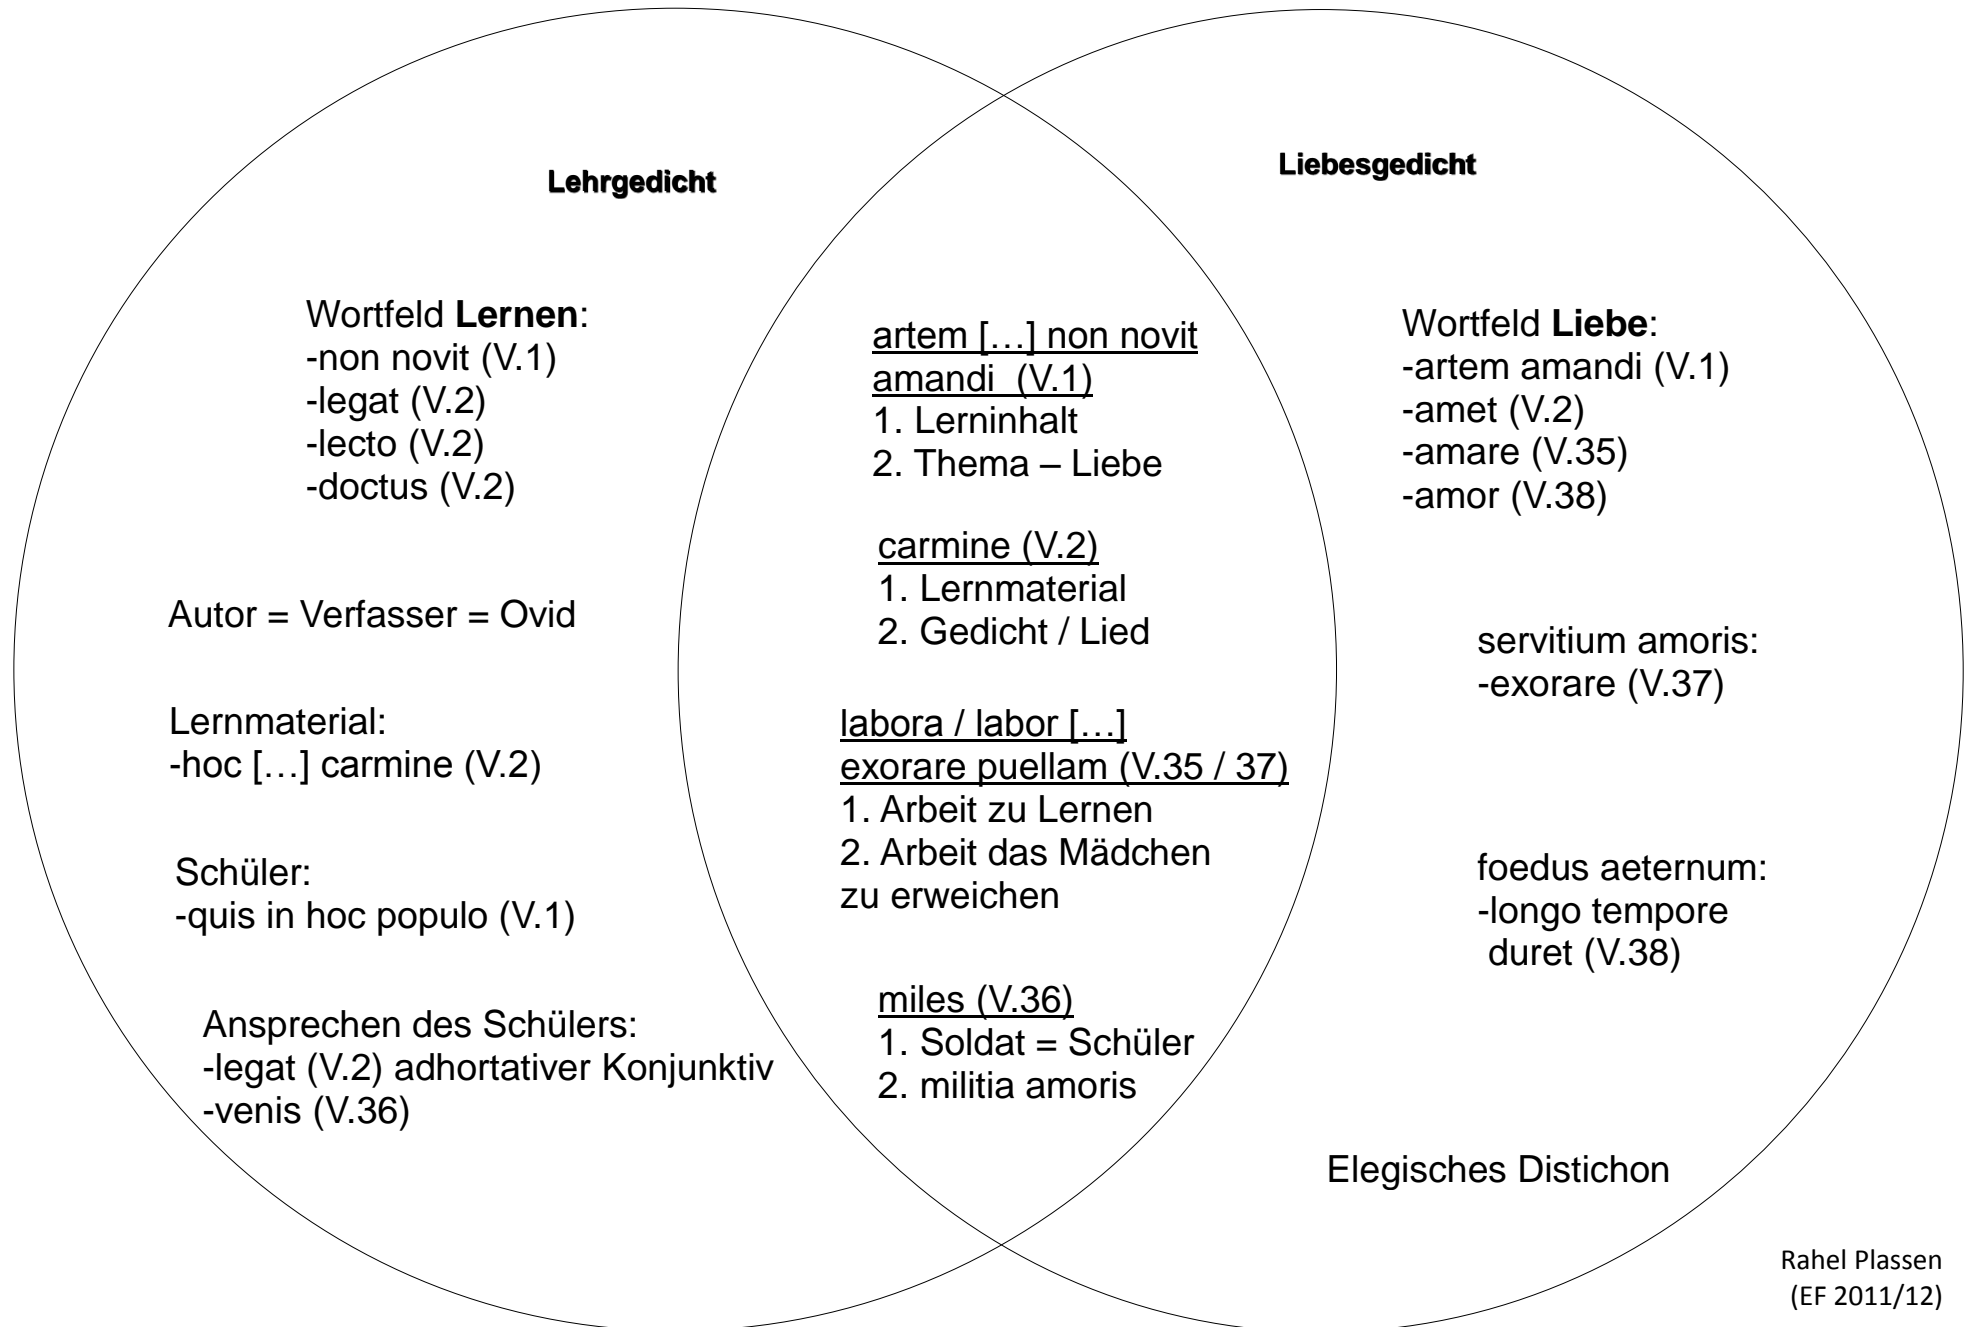 Lehrgedicht
Wortfeld Lernen:
-non novit (V.1)
-legat (V.2)
-lecto (V.2)
-doctus (V.2)
Autor = Verfasser = Ovid
Lernmaterial:
-hoc […] carmine (V.2)
Schüler:
-quis in hoc populo (V.1)
Ansprechen des Schülers:
-legat (V.2) adhortativer Konjunktiv
-venis (V.36)
artem […] non novit
amandi (V.1)
1. Lerninhalt
2. Thema – Liebe
carmine (V.2)
1. Lernmaterial
2. Gedicht / Lied
labora / labor […]
exorare puellam (V.35 / 37)
1. Arbeit zu Lernen
2. Arbeit das Mädchen
zu erweichen
miles (V.36)
1. Soldat = Schüler
2. militia amoris
Liebesgedicht
Wortfeld Liebe:
-artem amandi (V.1)
-amet (V.2)
-amare (V.35)
-amor (V.38)
servitium amoris:
-exorare (V.37)
foedus aeternum:
-longo tempore
duret (V.38)
Elegisches Distichon
Rahel Plassen
(EF 2011/12)